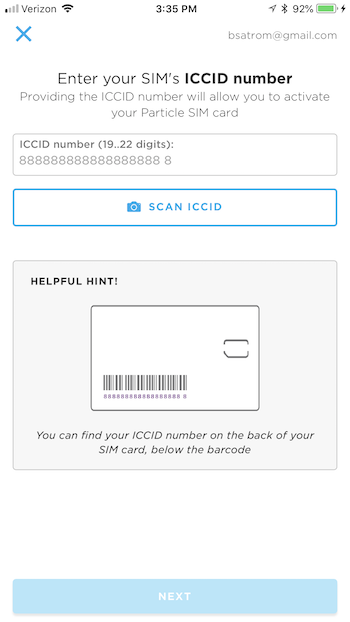 Verizon 3:35 PM 92%
bsatrom@gmail.com
Enter your SIM's ICCID number
Providing the ICCID number will allow you to activate
your Particle SIM card
ICCID number (19..22 digits):
888888888888888888 8
SCAN ICCID
HELPFUL HINT!
888888888888888888 8
You can find your ICCID number on the back of your
SIM card, below the barcode
NEXT